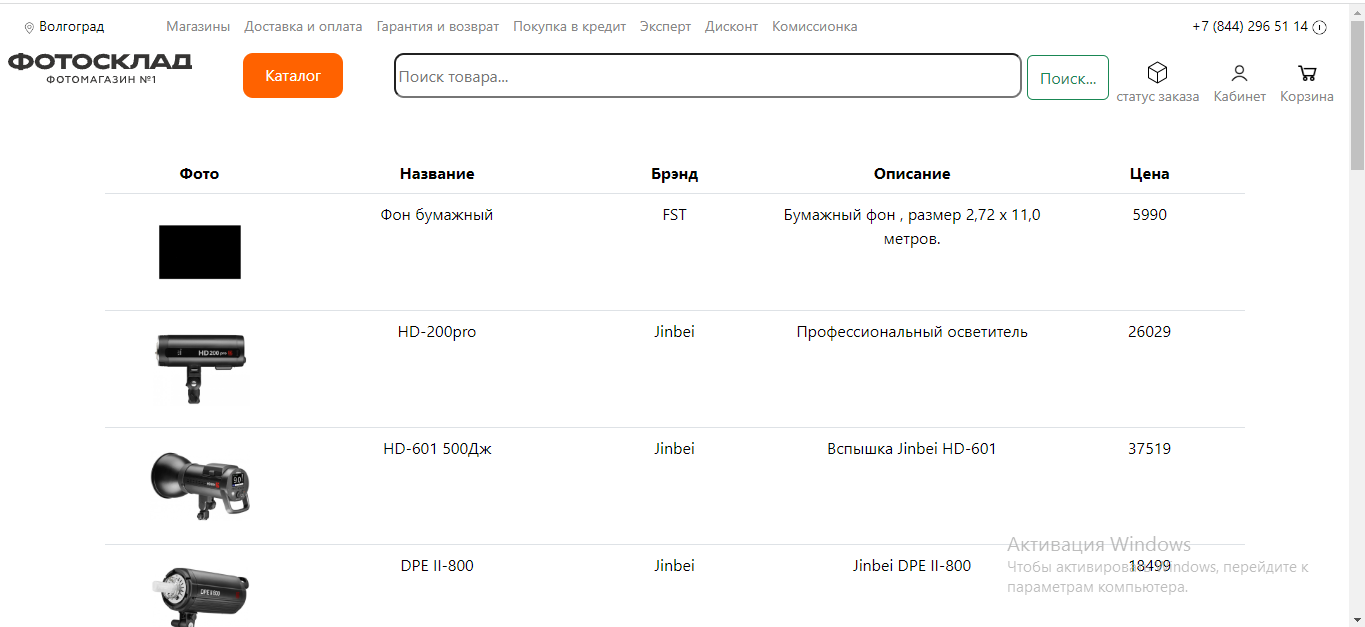 Волгоград Магазины Доставка и оплата Гарантия и возврат Покупка в кредит Эксперт Дисконт Комиссионка +7 (844) 296 51 14
ФОТОСКЛАД
ФОТОМАГАЗИН №1
Каталог Поиск товара... Поиск...
статус заказа Кабинет Корзина
Фото Название Брэнд Описание Цена
Фон бумажный FST Бумажный фон , размер 2,72 x 11,0 5990
метров.
HD-200pro Jinbei Профессиональный осветитель 26029
HD200pro
HD-601 500Дж Jinbei Вспышка Jinbei HD-601 37519
DPE II-800 Jinbei Jinbei DPE II-800 18499
DPE II 800
Активация Windows
Чтобы активировать Windows, перейдите к
параметрам компьютера.